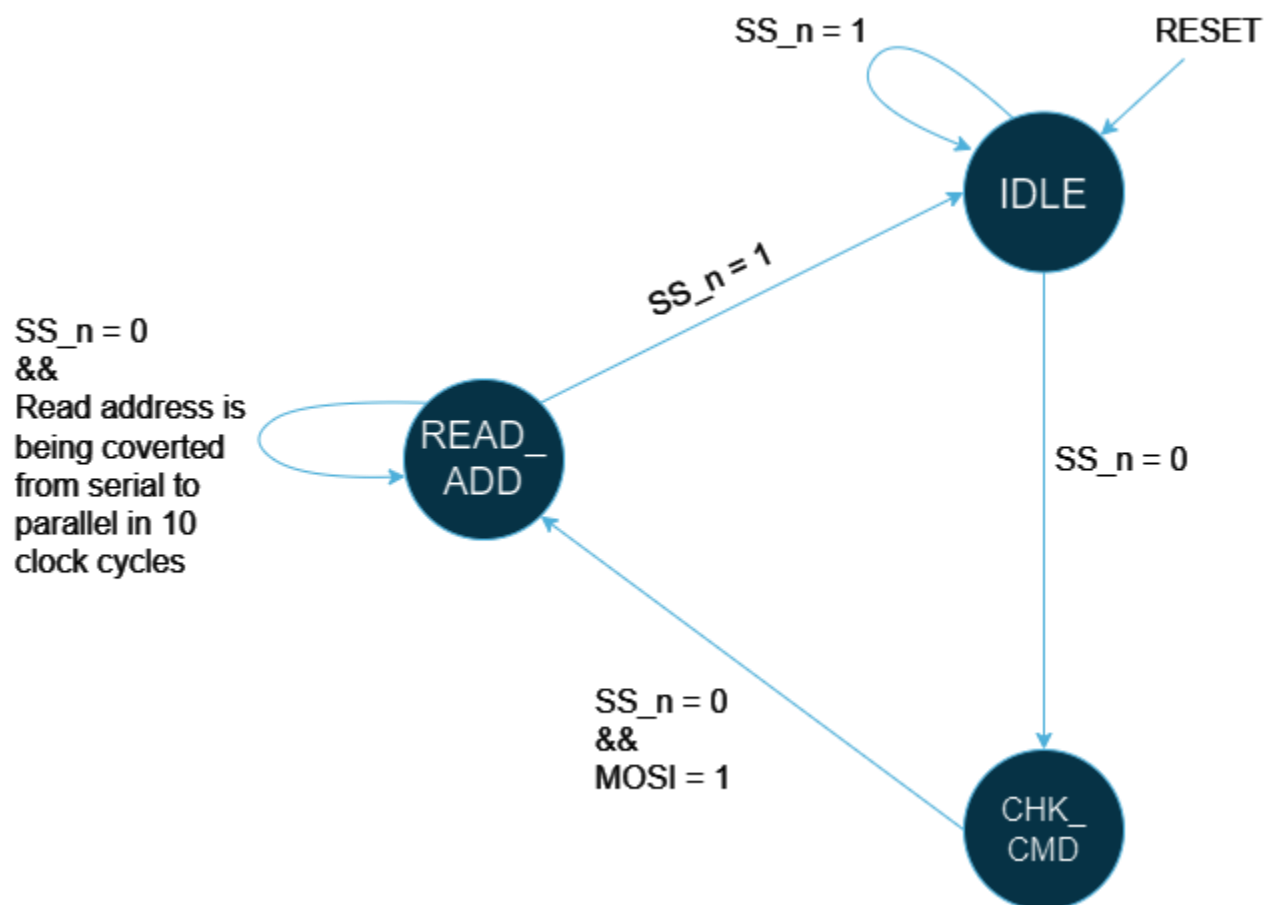 SS_n = 1
RESET
IDLE
SS_n = 1
SS_n = 0
&&
Read address is
being coverted
from serial to
parallel in 10
clock cycles
READ_
ADD
SS_n = 0
SS_n = 0
&&
MOSI = 1
CHK_
CMD